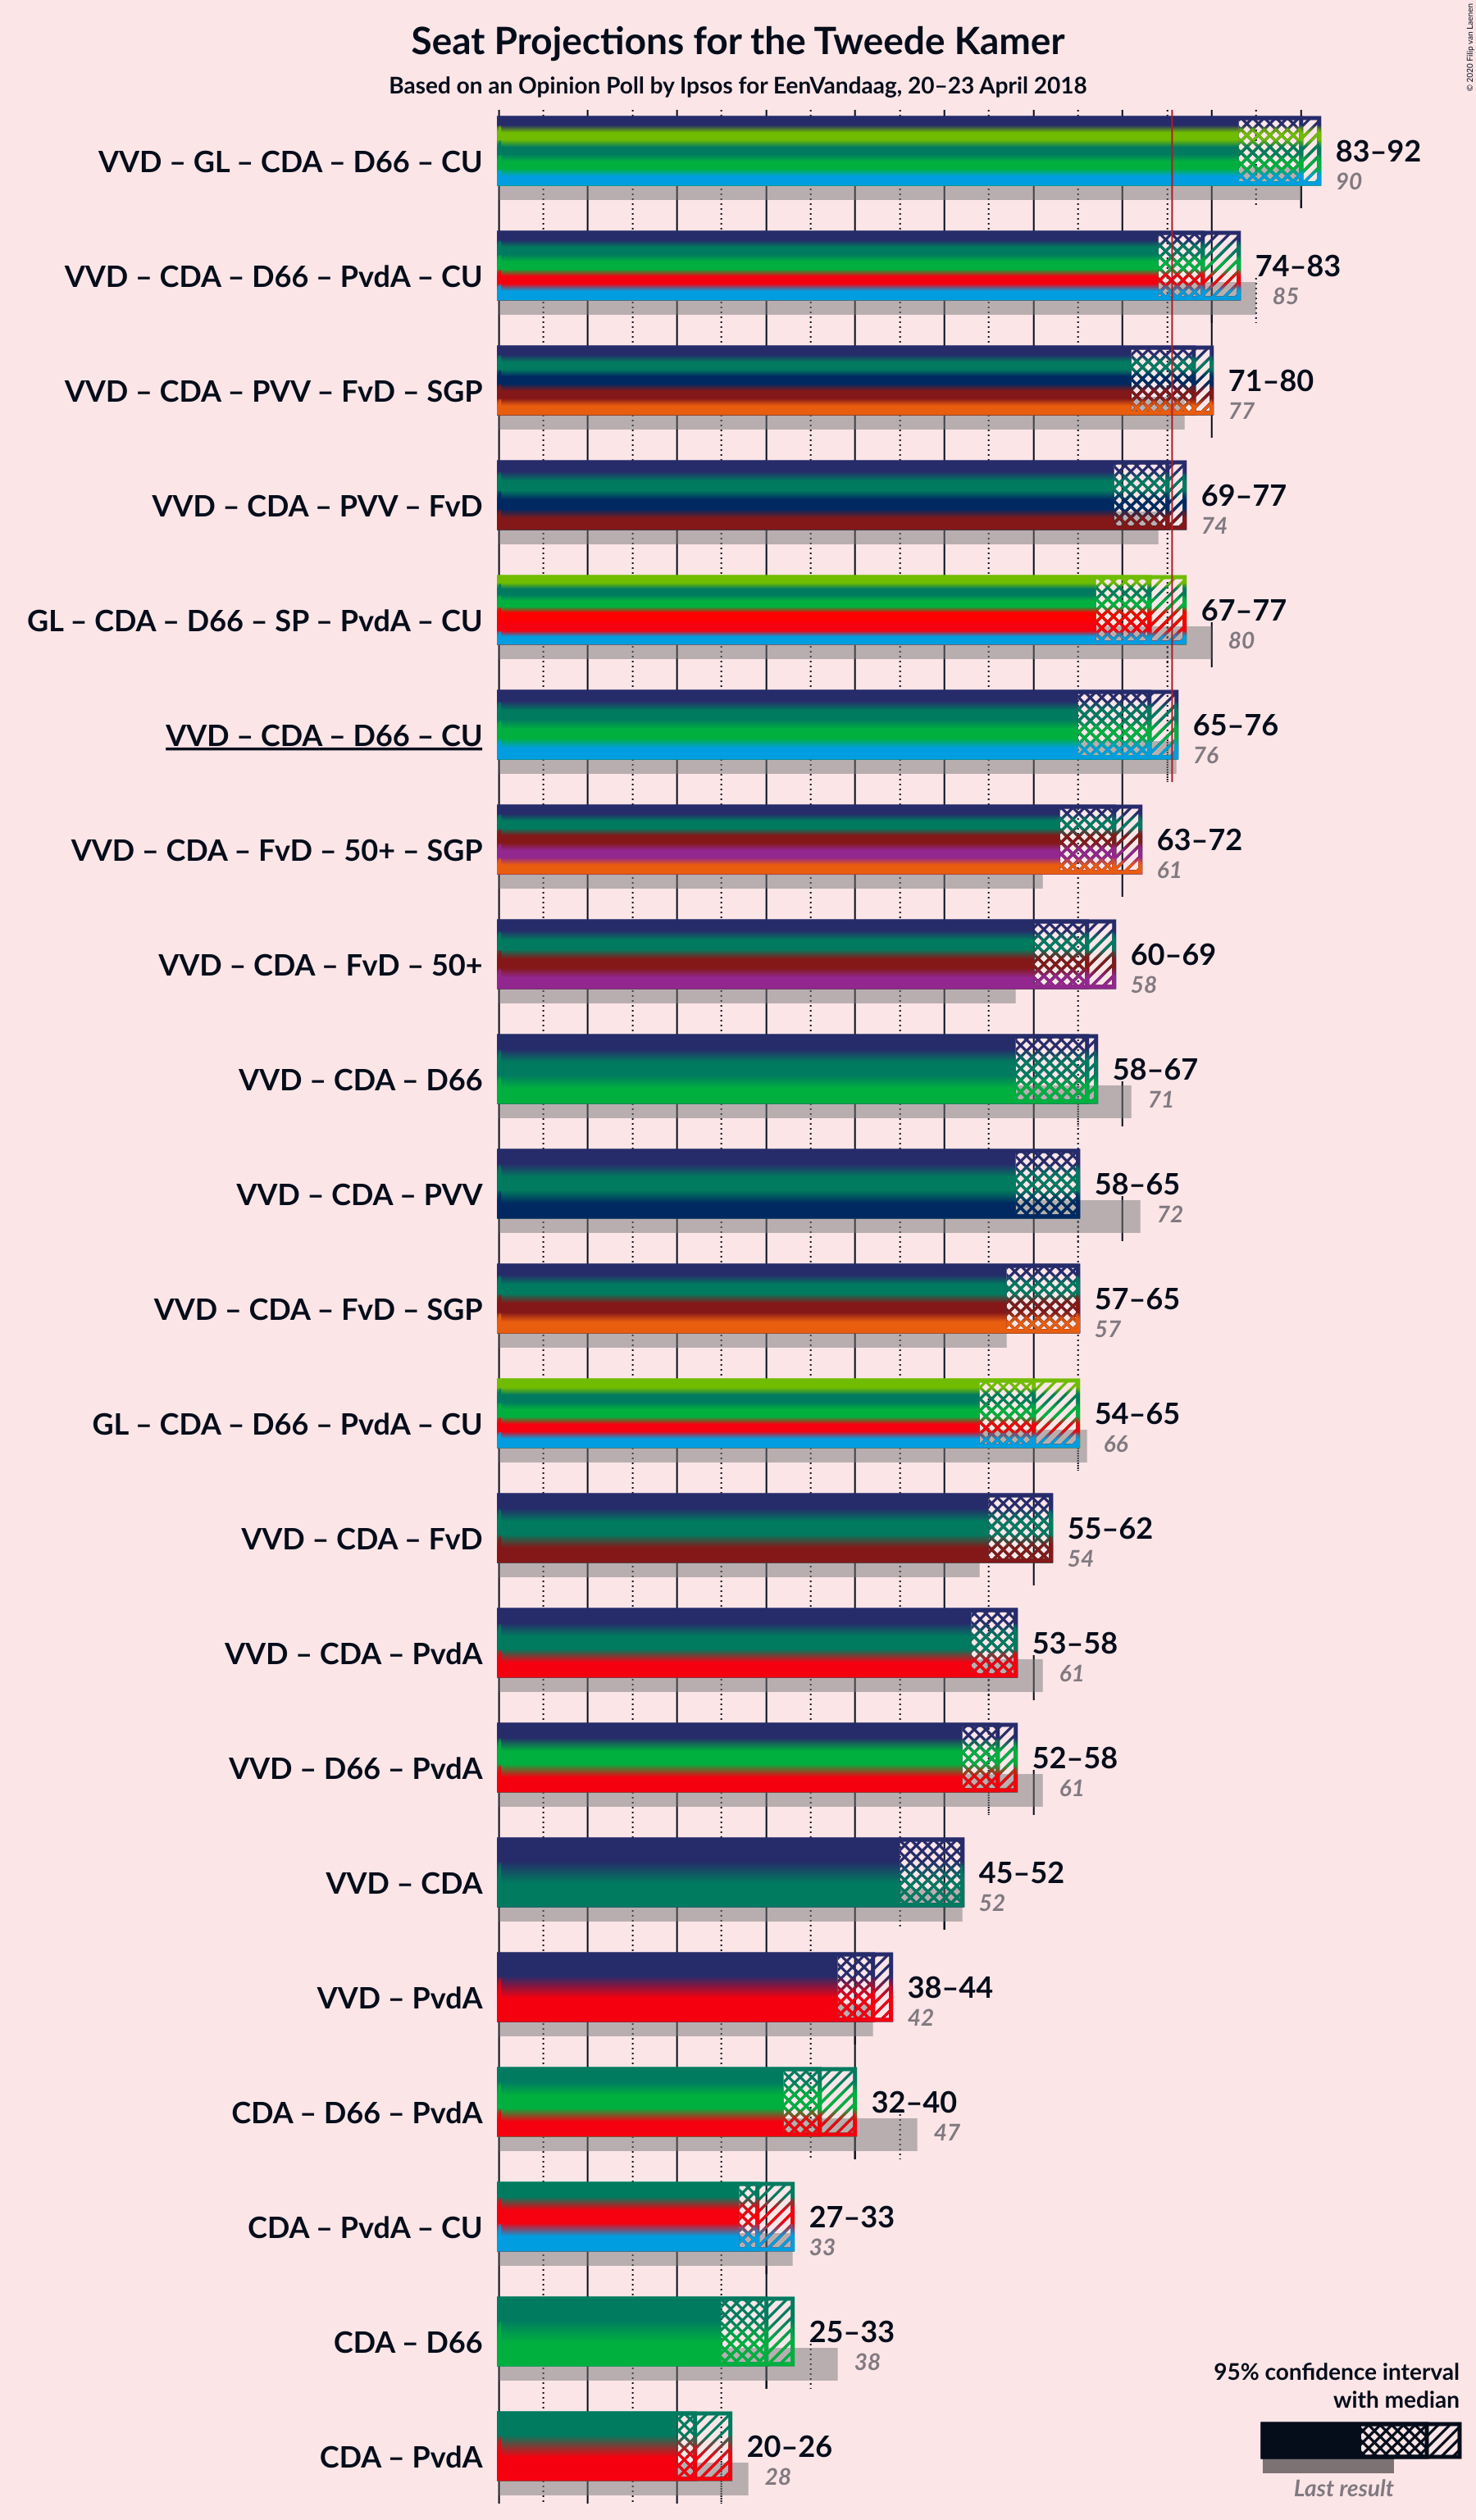 Seat Projections for the Tweede Kamer
Based on an Opinion Poll by Ipsos for EenVandaag, 20–23 April 2018
© 2020 Filip van Laenen
VVD – GL – CDA – D66 – CU
83–92
90
VVD – CDA – D66 – PvdA – CU
74–83
85
VVD – CDA – PVV – FvD – SGP
71–80
77
VVD – CDA – PVV – FvD
69–77
74
GL – CDA – D66 – SP – PvdA – CU
67–77
80
VVD – CDA – D66 – CU
65–76
76
VVD – CDA – FvD – 50+ – SGP
63–72
61
VVD – CDA – FvD – 50+
60–69
58
VVD – CDA – D66
58–67
71
VVD – CDA – PVV
58–65
72
VVD – CDA – FvD – SGP
57–65
57
GL – CDA – D66 – PvdA – CU
54–65
66
VVD – CDA – FvD
55–62
54
VVD – CDA – PvdA
53–58
61
VVD – D66 – PvdA
52–58
61
VVD – CDA
45–52
52
VVD – PvdA
38–44
42
CDA – D66 – PvdA
32–40
47
CDA – PvdA – CU
27–33
33
CDA – D66
25–33
38
CDA – PvdA
20–26
28
95% confidence interval
with median
Last result